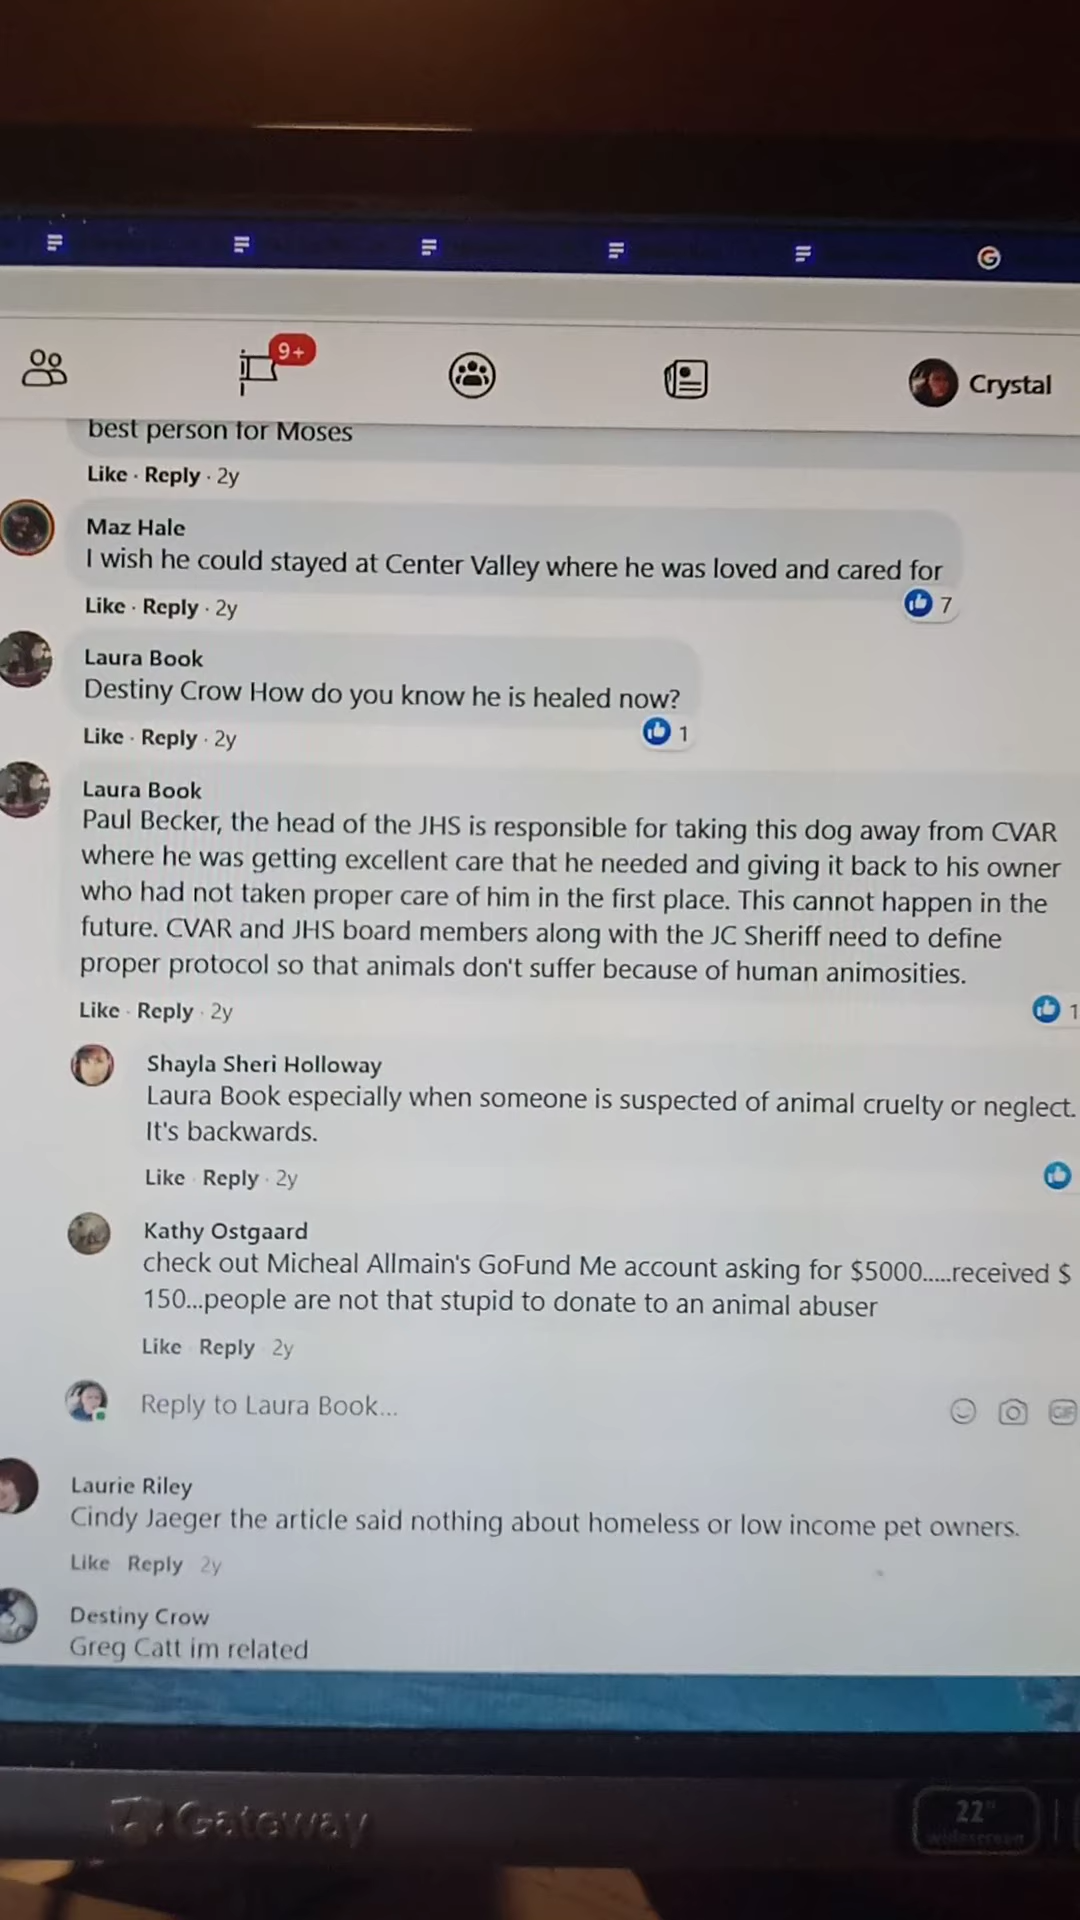 9+
Crystal
best person for Moses
Like · Reply · 2y
Maz Hale
I wish he could stayed at Center Valley where he was loved and cared for
7
Like · Reply · 2y
Laura Book
Destiny Crow How do you know he is healed now?
1
Like · Reply · 2y
Laura Book
Paul Becker, the head of the JHS is responsible for taking this dog away from CVAR
where he was getting excellent care that he needed and giving it back to his owner
who had not taken proper care of him in the first place. This cannot happen in the
future. CVAR and JHS board members along with the JC Sheriff need to define
proper protocol so that animals don't suffer because of human animosities.
Like · Reply · 2y
1
Shayla Sheri Holloway
Laura Book especially when someone is suspected of animal cruelty or neglect.
It's backwards.
Like · Reply · 2y
Kathy Ostgaard
check out Micheal Allmain's GoFund Me account asking for $5000.....received $
150...people are not that stupid to donate to an animal abuser
Like Reply 2y
Reply to Laura Book...
GIF
Laurie Riley
Cindy Jaeger the article said nothing about homeless or low income pet owners.
Like Reply 2y
Destiny Crow
Greg Catt im related
Gateway
22"
widescreen